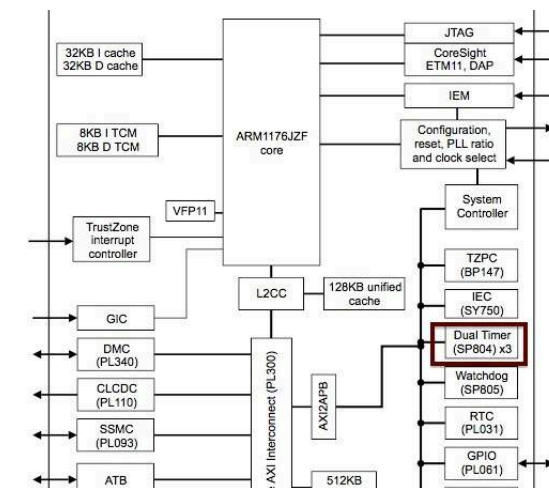 JTAG
32KB I cache
32KB D cache
CoreSight
ETM11, DAP
IEM
8KB I TCM
8KB D TCM
ARM1176JZF
core
Configuration,
reset, PLL ratio
and clock select
VFP11
System
Controller
TrustZone
interrupt
controller
TZPC
(BP147)
L2CC
128KB unified
cache
IEC
(SY750)
GIC
Dual Timer
(SP804) x3
DMC
(PL340)
Watchdog
(SP805)
CLCDC
(PL110)
AXI2APB
AXI Interconnect (PL300)
RTC
(PL031)
SSMC
(PL093)
GPIO
(PL061)
ATB
512KB